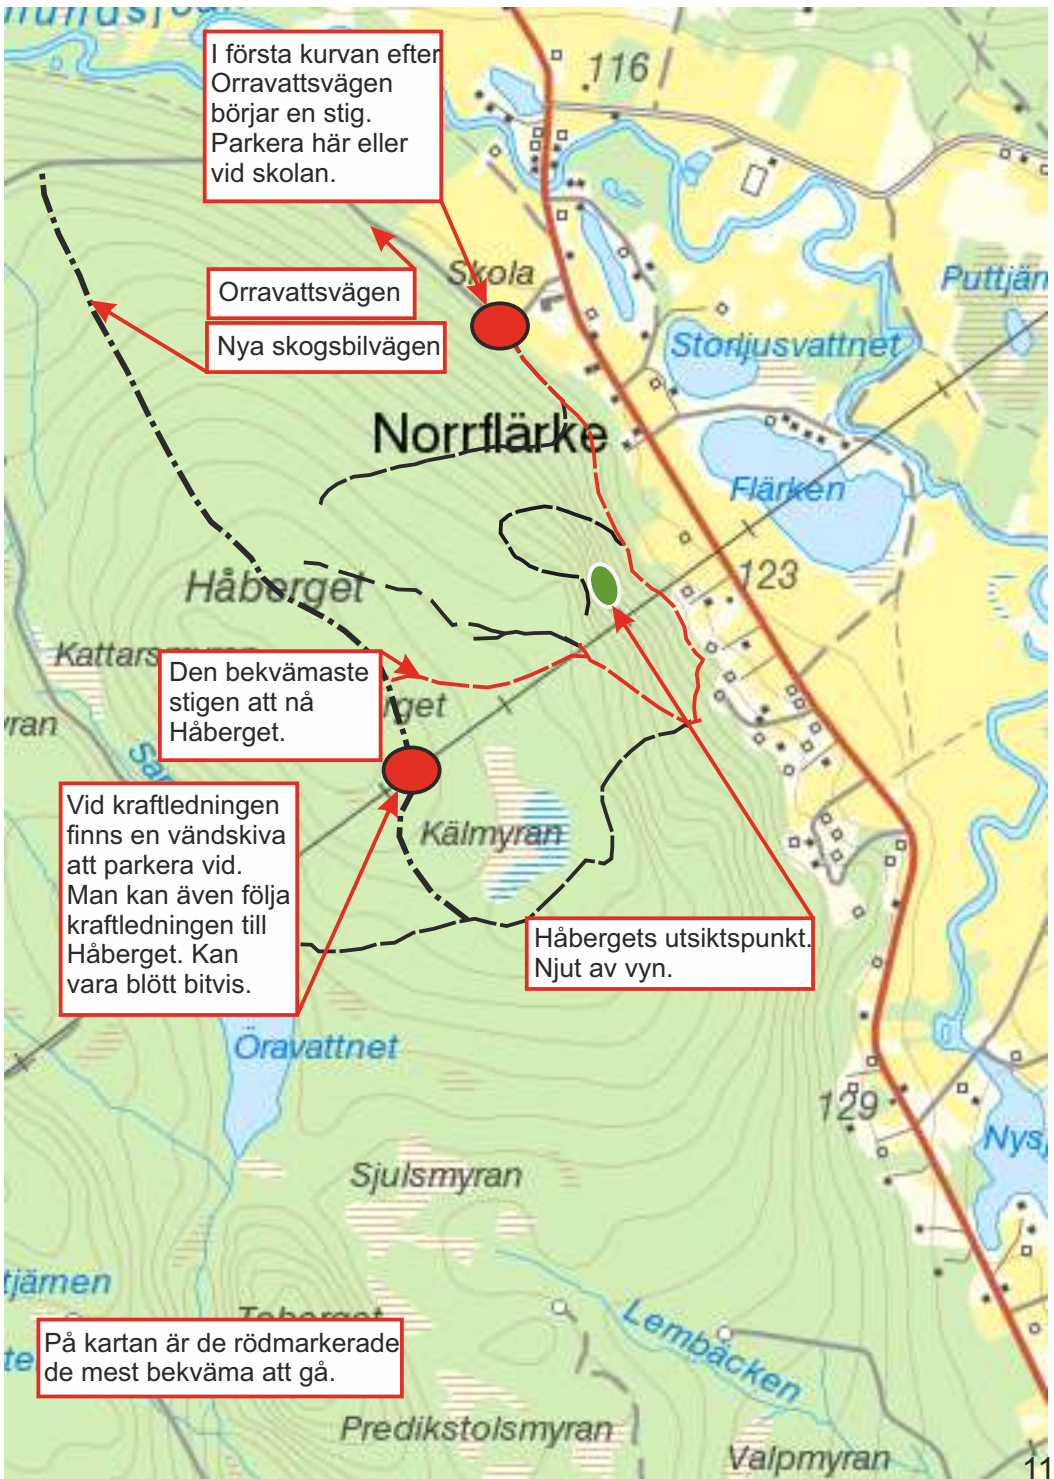 I första kurvan efter
Orravattsvägen
börjar en stig.
Parkera här eller
vid skolan.
116
Skola
Puttjärn
Orravattsvägen
Nya skogsbilvägen
Storljusvattnet
Norrflärke
Flärken
123
Håberget
Den bekvämaste
stigen att nå
Håberget.
Vid kraftledningen
finns en vändskiva
att parkera vid.
Man kan även följa
kraftledningen till
Håberget. Kan
vara blött bitvis.
Kälmyran
Håbergets utsiktspunkt.
Njut av vyn.
Öravattnet
129
Sjulsmyran
tjärnen
Lembäcken
På kartan är de rödmarkerade
de mest bekväma att gå.
Predikstolsmyran
Valpmyran
11